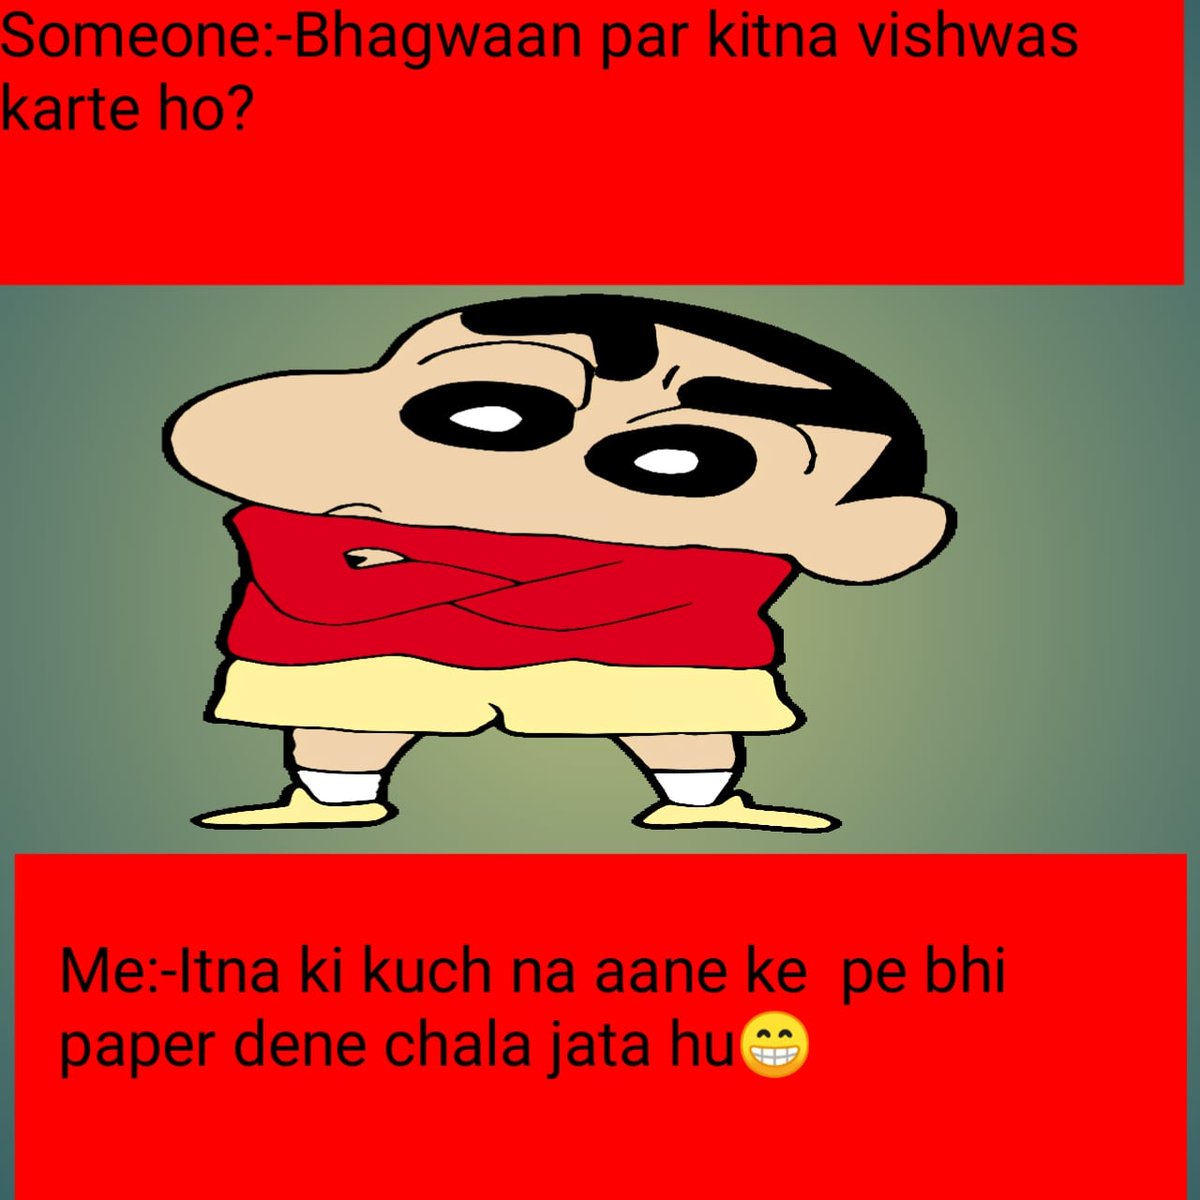 Someone:-Bhagwaan par kitna vishwas
karte ho?
Me:-Itna ki kuch na aane ke  pe bhi
paper dene chala jata hu😁